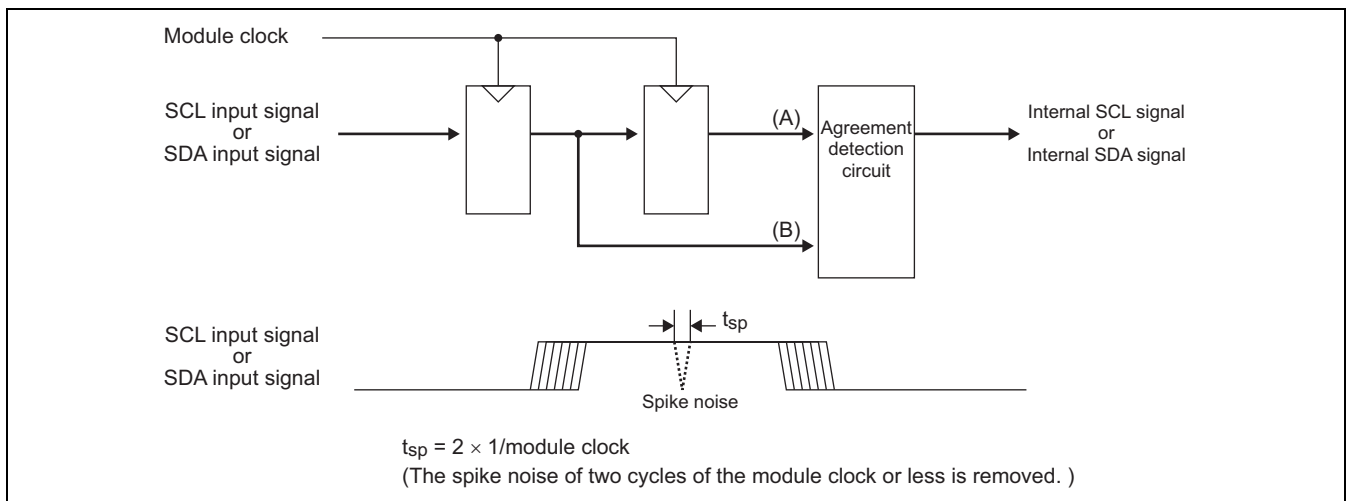 Module clock
SCL input signal
or
SDA input signal
(A)
Agreement
detection
circuit
Internal SCL signal
or
Internal SDA signal
(B)
SCL input signal
or
SDA input signal
tsp
Spike noise
tsp = 2 × 1/module clock
(The spike noise of two cycles of the module clock or less is removed. )